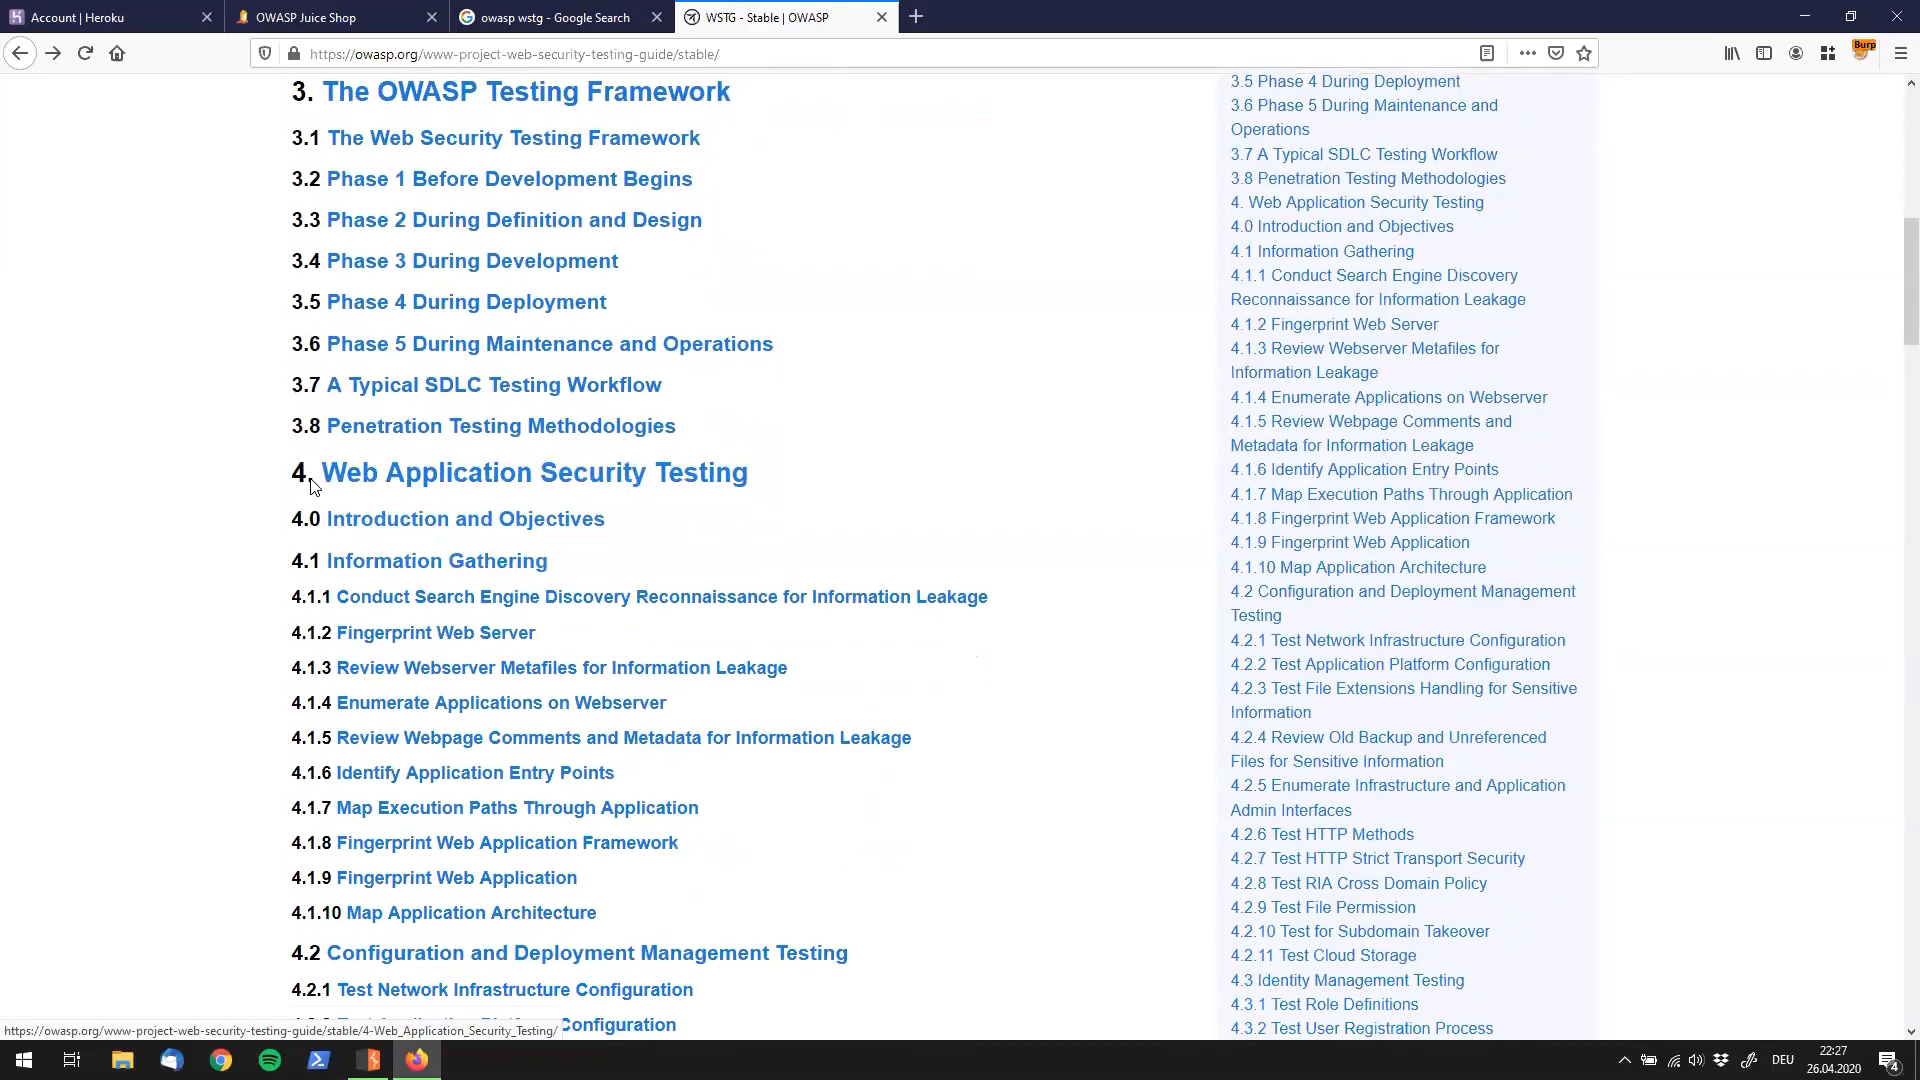 Account | Heroku
OWASP Juice Shop
owasp wstg - Google Search
WSTG - Stable | OWASP
https://owasp.org/www-project-web-security-testing-guide/stable/
Burp
3. The OWASP Testing Framework
3.1 The Web Security Testing Framework
3.2 Phase 1 Before Development Begins
3.3 Phase 2 During Definition and Design
3.4 Phase 3 During Development
3.5 Phase 4 During Deployment
3.6 Phase 5 During Maintenance and Operations
3.7 A Typical SDLC Testing Workflow
3.8 Penetration Testing Methodologies
4. Web Application Security Testing
4.0 Introduction and Objectives
4.1 Information Gathering
4.1.1 Conduct Search Engine Discovery Reconnaissance for Information Leakage
4.1.2 Fingerprint Web Server
4.1.3 Review Webserver Metafiles for Information Leakage
4.1.4 Enumerate Applications on Webserver
4.1.5 Review Webpage Comments and Metadata for Information Leakage
4.1.6 Identify Application Entry Points
4.1.7 Map Execution Paths Through Application
4.1.8 Fingerprint Web Application Framework
4.1.9 Fingerprint Web Application
4.1.10 Map Application Architecture
4.2 Configuration and Deployment Management Testing
4.2.1 Test Network Infrastructure Configuration
Configuration
3.5 Phase 4 During Deployment
3.6 Phase 5 During Maintenance and
Operations
3.7 A Typical SDLC Testing Workflow
3.8 Penetration Testing Methodologies
4. Web Application Security Testing
4.0 Introduction and Objectives
4.1 Information Gathering
4.1.1 Conduct Search Engine Discovery
Reconnaissance for Information Leakage
4.1.2 Fingerprint Web Server
4.1.3 Review Webserver Metafiles for
Information Leakage
4.1.4 Enumerate Applications on Webserver
4.1.5 Review Webpage Comments and
Metadata for Information Leakage
4.1.6 Identify Application Entry Points
4.1.7 Map Execution Paths Through Application
4.1.8 Fingerprint Web Application Framework
4.1.9 Fingerprint Web Application
4.1.10 Map Application Architecture
4.2 Configuration and Deployment Management
Testing
4.2.1 Test Network Infrastructure Configuration
4.2.2 Test Application Platform Configuration
4.2.3 Test File Extensions Handling for Sensitive
Information
4.2.4 Review Old Backup and Unreferenced
Files for Sensitive Information
4.2.5 Enumerate Infrastructure and Application
Admin Interfaces
4.2.6 Test HTTP Methods
4.2.7 Test HTTP Strict Transport Security
4.2.8 Test RIA Cross Domain Policy
4.2.9 Test File Permission
4.2.10 Test for Subdomain Takeover
4.2.11 Test Cloud Storage
4.3 Identity Management Testing
4.3.1 Test Role Definitions
4.3.2 Test User Registration Process
https://owasp.org/www-project-web-security-testing-guide/stable/4-Web_Application_Security_Testing/
DEU
22:27
26.04.2020
4